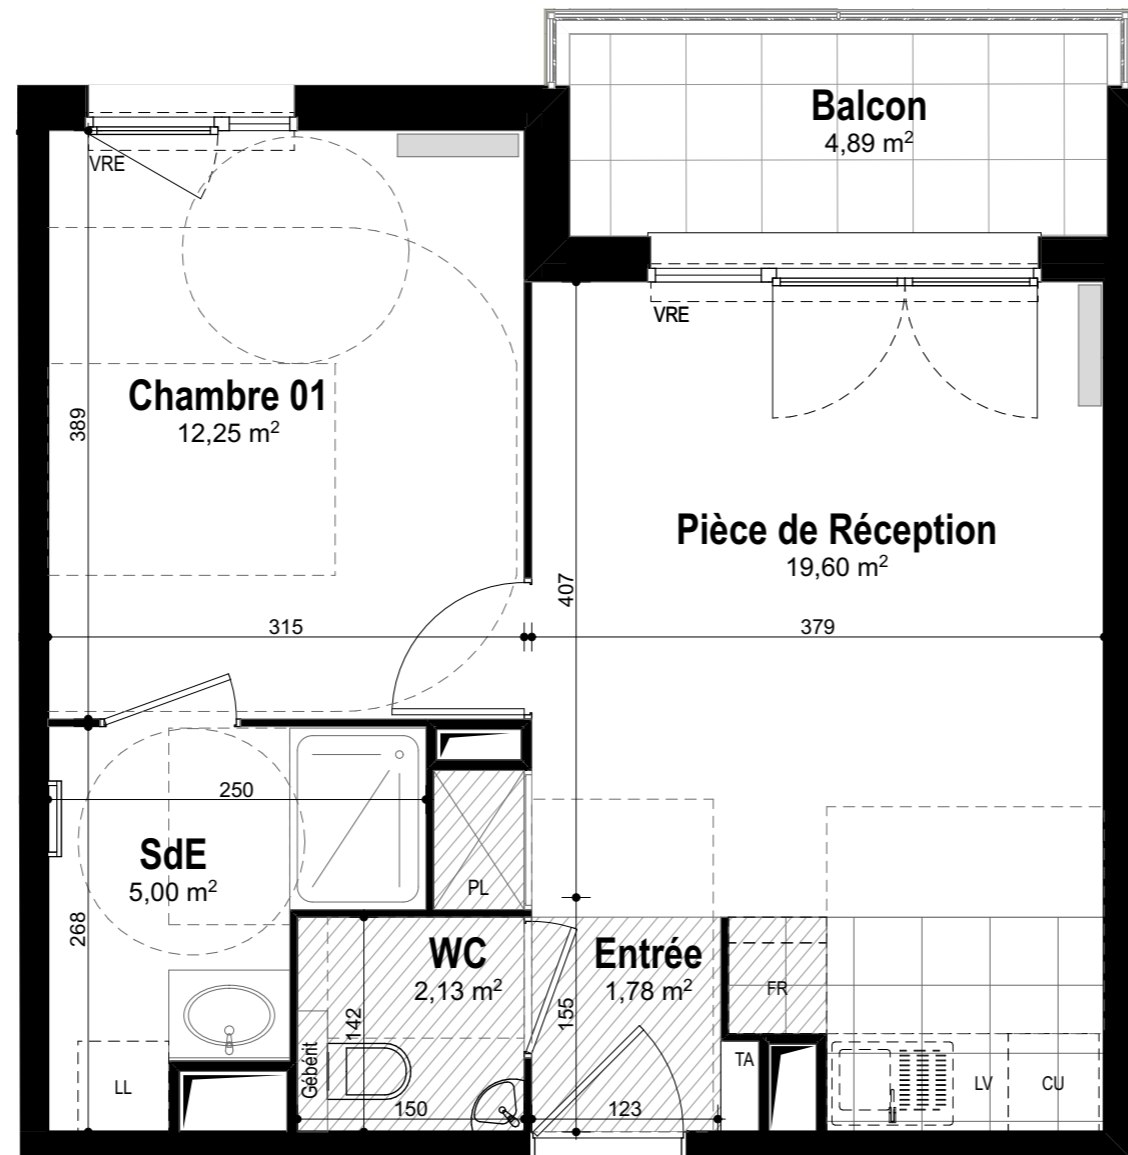 Balcon
4,89 m²
VRE
VRE
Chambre 01
12,25 m²
389
Pièce de Réception
19,60 m²
407
315
379
250
SdE
5,00 m²
PL
268
WC
2,13 m²
Entrée
1,78 m²
FR
142
155
Gébérit
TA
LL
LV
CU
150
123